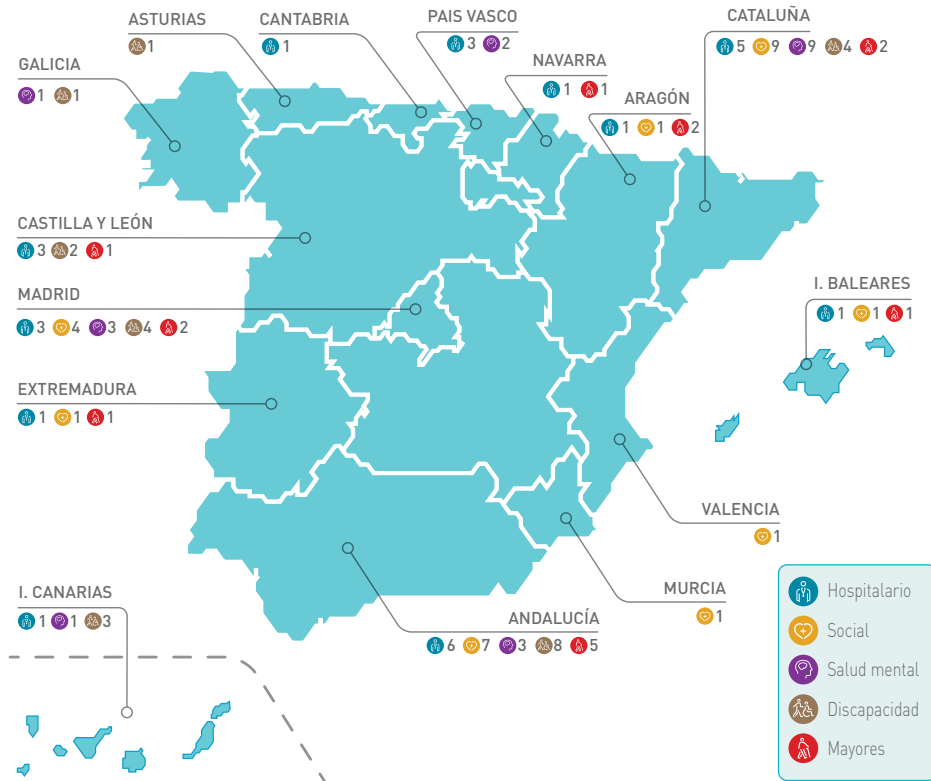 ASTURIAS
1
CANTABRIA
1
PAIS VASCO
3 2
CATALUÑA
5 9 9 4 2
GALICIA
1 1
NAVARRA
1 1
ARAGÓN
1 1 2
CASTILLA Y LEÓN
3 2 1
MADRID
3 4 3 4 2
I. BALEARES
1 1 1
EXTREMADURA
1 1 1
VALENCIA
1
MURCIA
1
I. CANARIAS
1 1 3
ANDALUCÍA
6 7 3 8 5
Hospitalario
Social
Salud mental
Discapacidad
Mayores